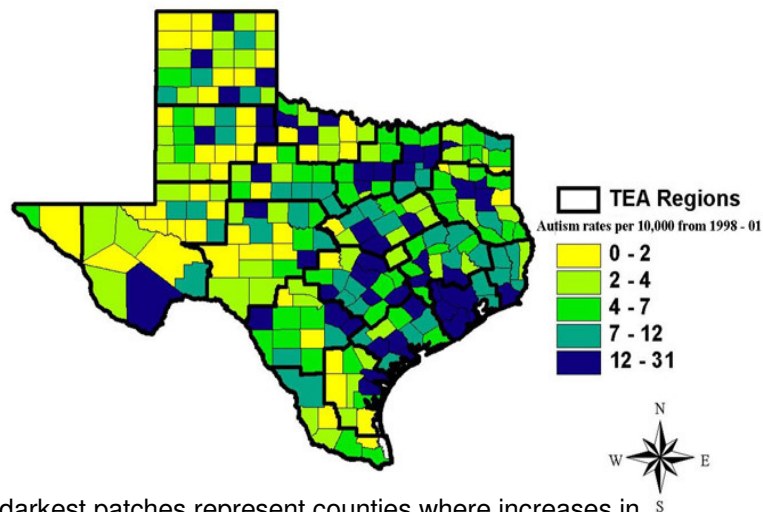 TEA Regions
Autism rates per 10,000 from 1998 - 01
0 - 2
2 - 4
4 - 7
7 - 12
12 - 31
N
W E
S
darkest patches represent counties where increases in